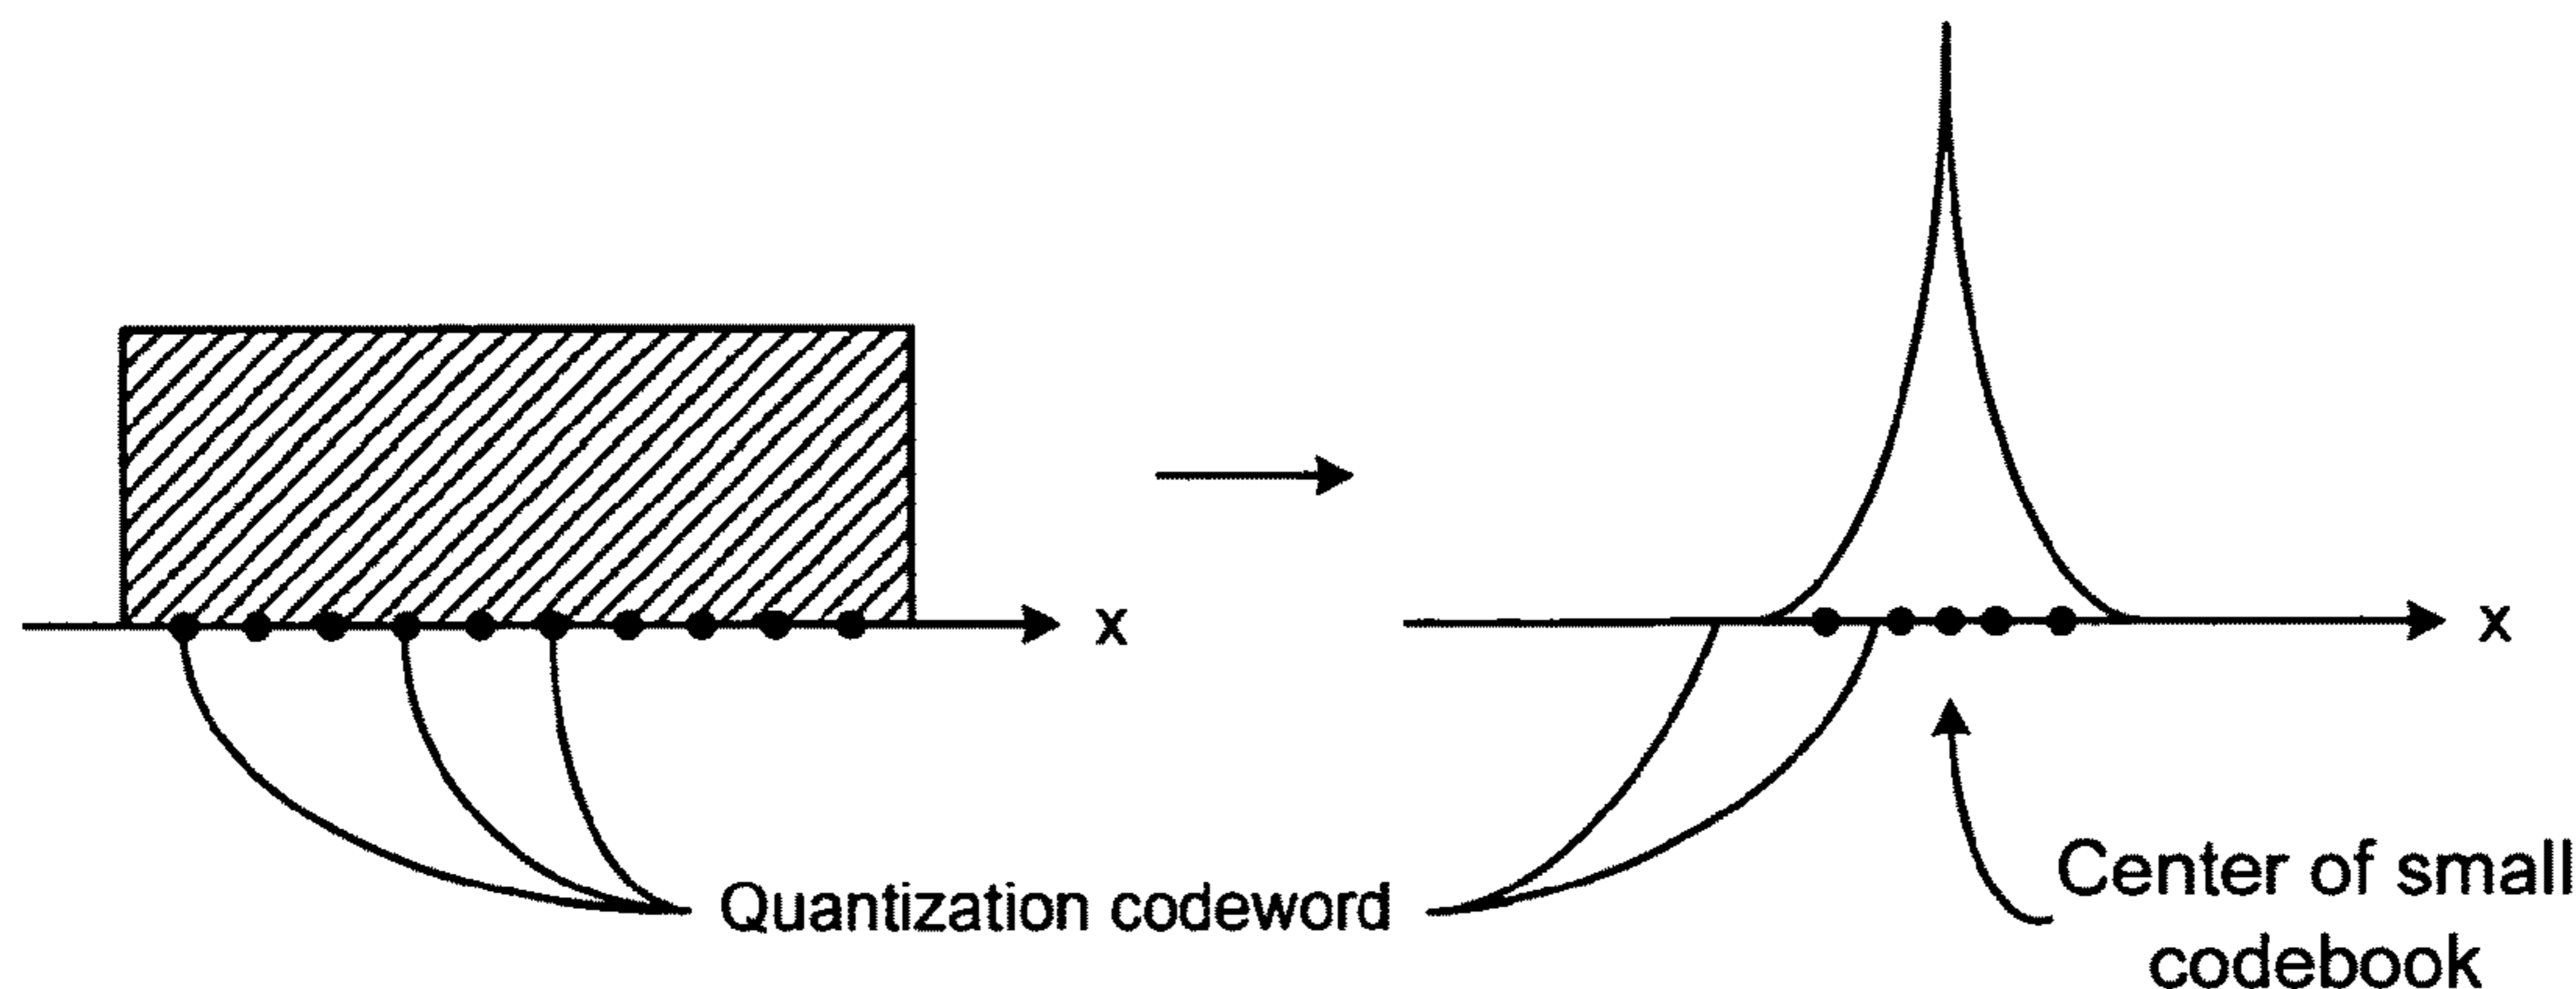 x
x
Quantization codeword
Center of small
codebook